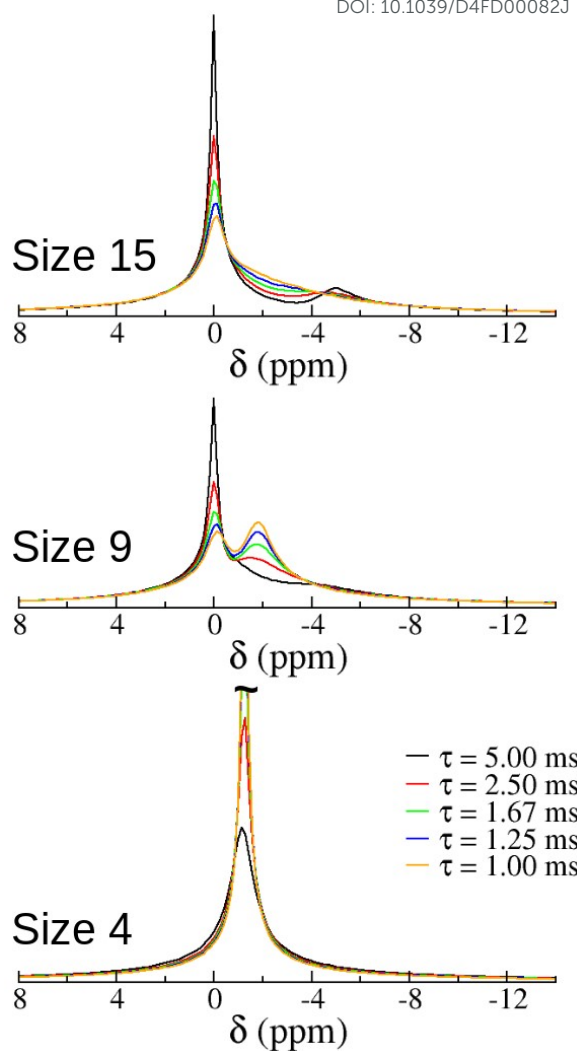 DOI: 10.1039/D4FD00082J
Size 15
8 4 0 -4 -8 -12
δ (ppm)
Size 9
8 4 0 -4 -8 -12
δ (ppm)
~
τ = 5.00 ms
τ = 2.50 ms
τ = 1.67 ms
τ = 1.25 ms
τ = 1.00 ms
Size 4
8 4 0 -4 -8 -12
δ (ppm)